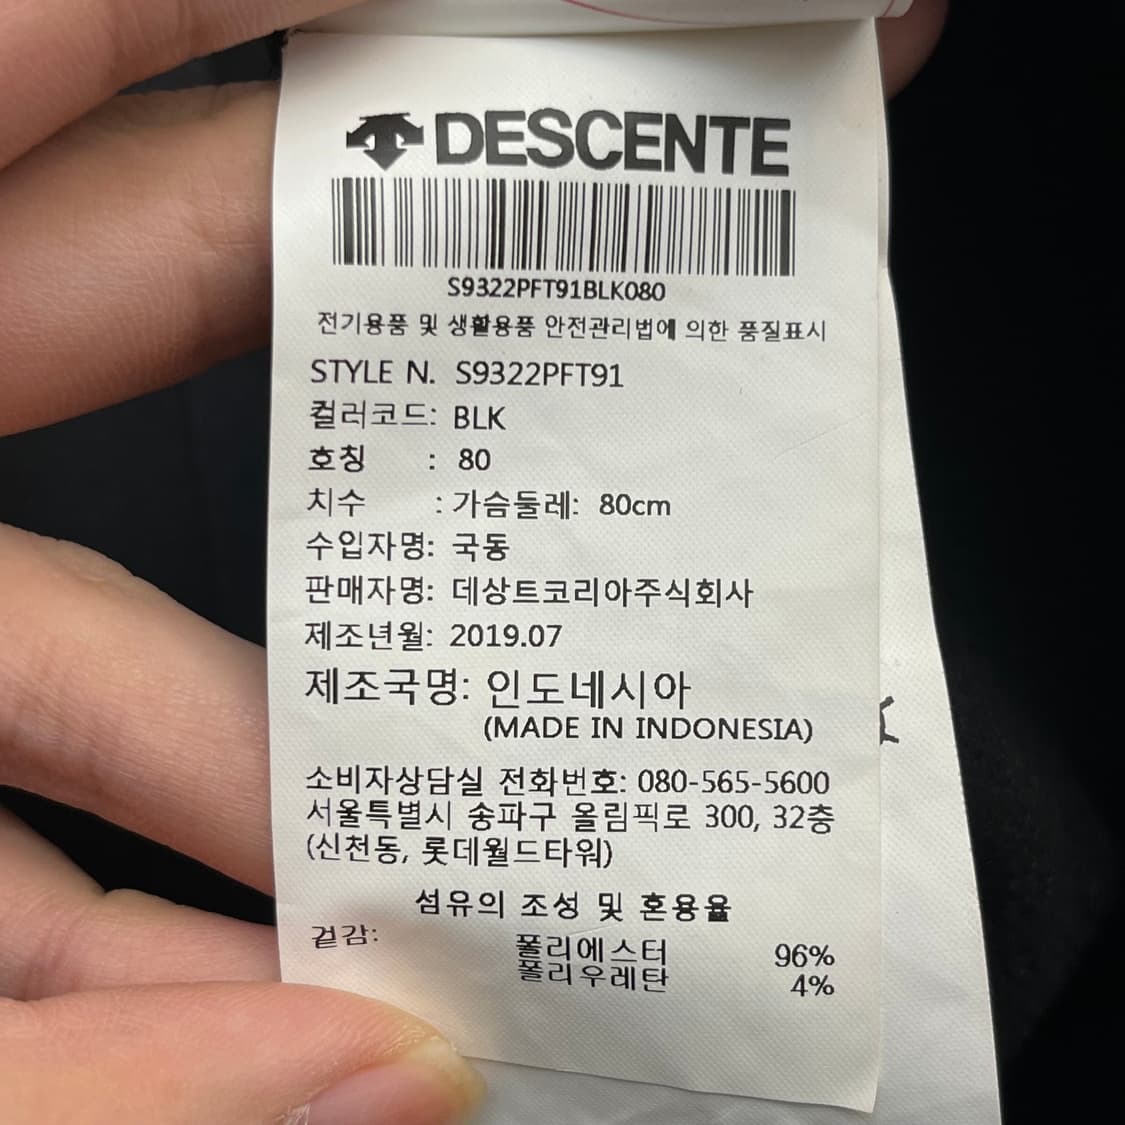 DESCENTE
S9322PFT91BLK080
전기용품 및 생활용품 안전관리법에 의한 품질표시
STYLE N. S9322PFT91
컬러코드: BLK
호칭 : 80
치수 : 가슴둘레: 80cm
수입자명: 국동
판매자명: 데상트코리아주식회사
제조년월: 2019.07
제조국명: 인도네시아
(MADE IN INDONESIA)
소비자상담실 전화번호: 080-565-5600
서울특별시 송파구 올림픽로 300, 32층
(신천동, 롯데월드타워)
섬유의 조성 및 혼용율
겉감: 폴리에스터 96%
폴리우레탄 4%